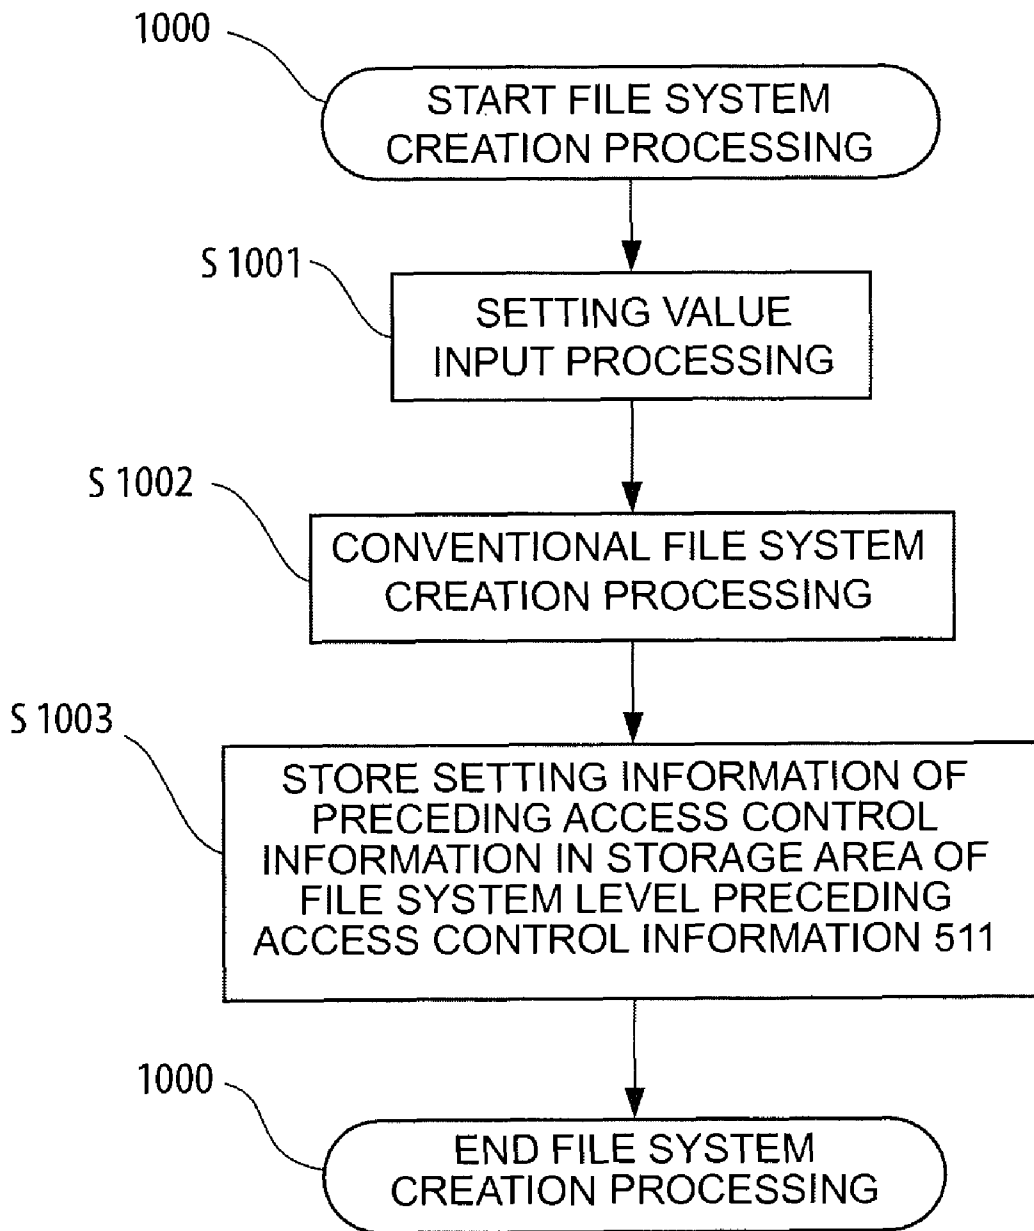 1000
START FILE SYSTEM
CREATION PROCESSING
S 1001
SETTING VALUE
INPUT PROCESSING
S 1002
CONVENTIONAL FILE SYSTEM
CREATION PROCESSING
S 1003
STORE SETTING INFORMATION OF
PRECEDING ACCESS CONTROL
INFORMATION IN STORAGE AREA OF
FILE SYSTEM LEVEL PRECEDING
ACCESS CONTROL INFORMATION 511
1000
END FILE SYSTEM
CREATION PROCESSING